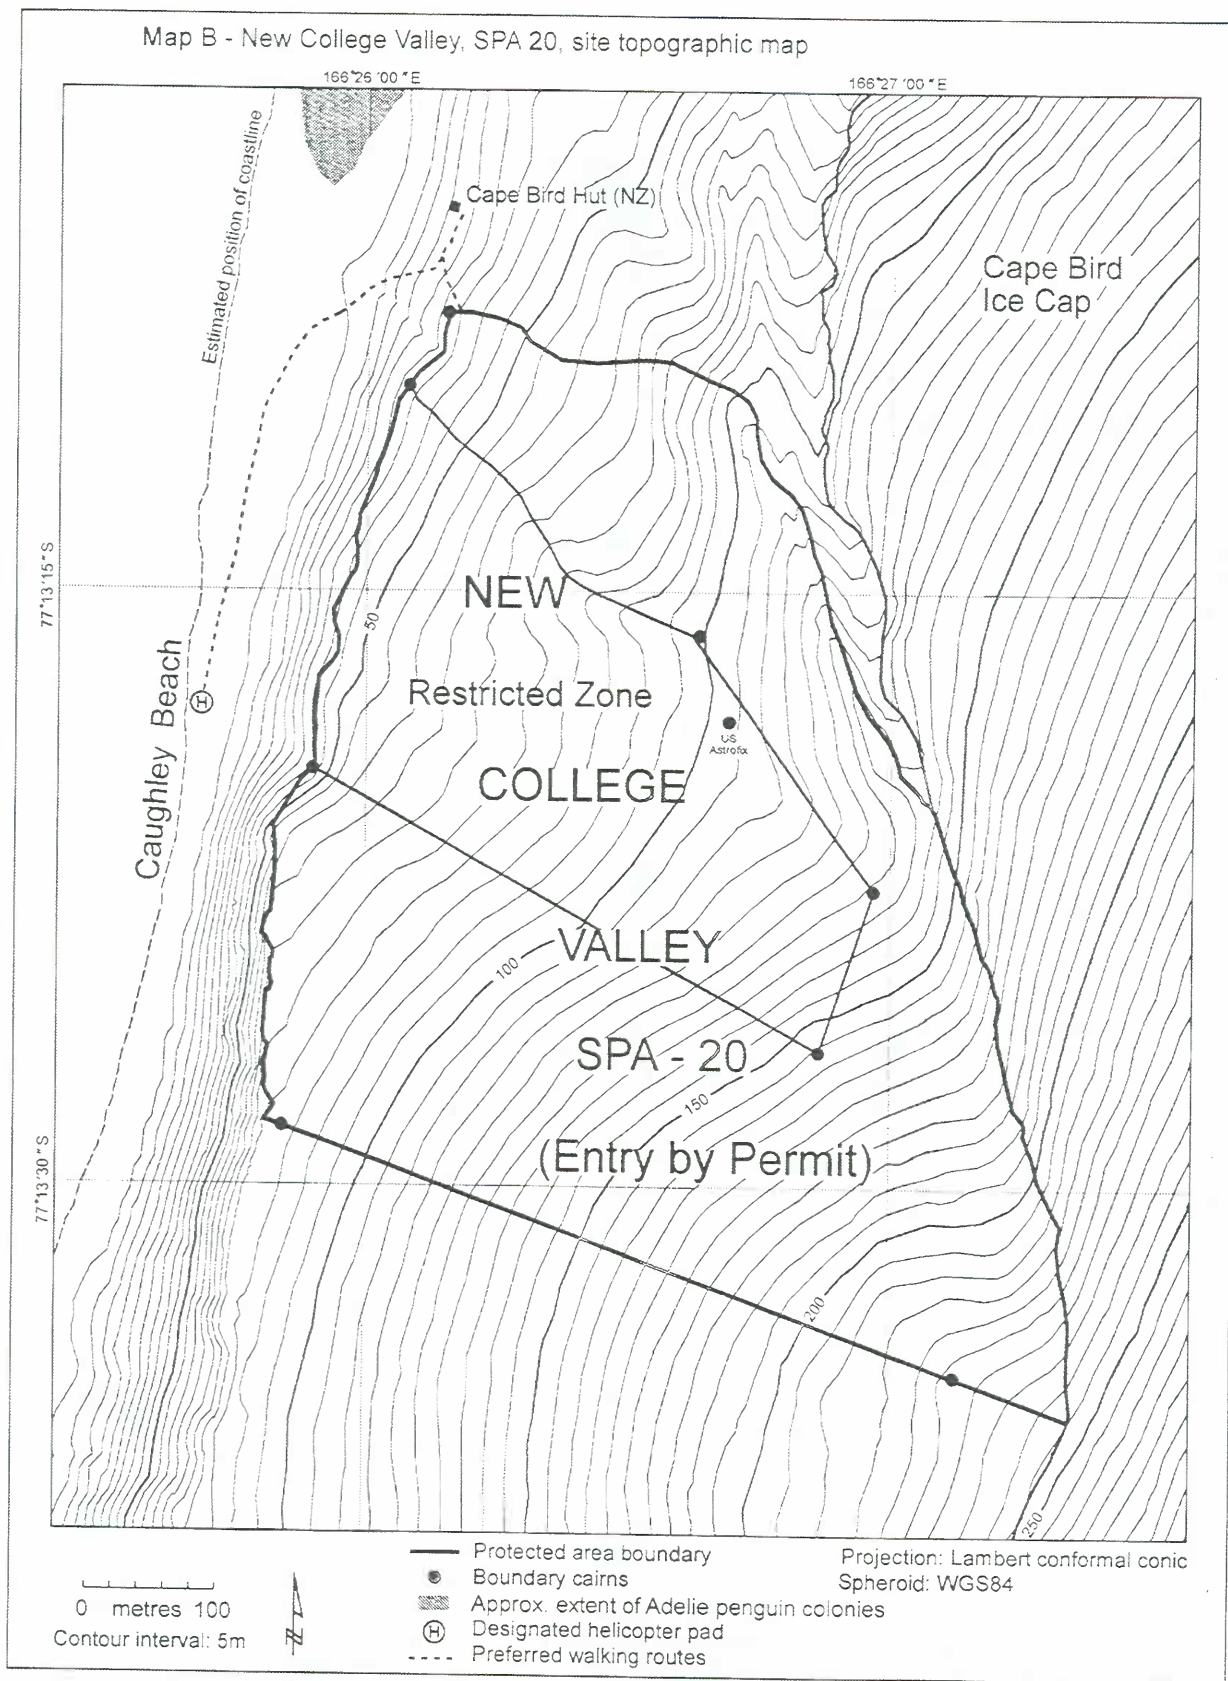 Map B - New College Valley, SPA 20, site topographic map
166°26 '00 "E
166°27 '00 "E
Estimated position of coastline
Cape Bird Hut (NZ)
Cape Bird
Ice Cap
77°13'15"S
NEW
50
Restricted Zone
US
Astrofix
Caughley Beach
H
COLLEGE
VALLEY
100
SPA - 20
150
(Entry by Permit)
77°13'30"S
200
250
Protected area boundary
Boundary cairns
Approx. extent of Adelie penguin colonies
H Designated helicopter pad
Preferred walking routes
Projection: Lambert conformal conic
Spheroid: WGS84
0 metres 100
Contour interval: 5m
N